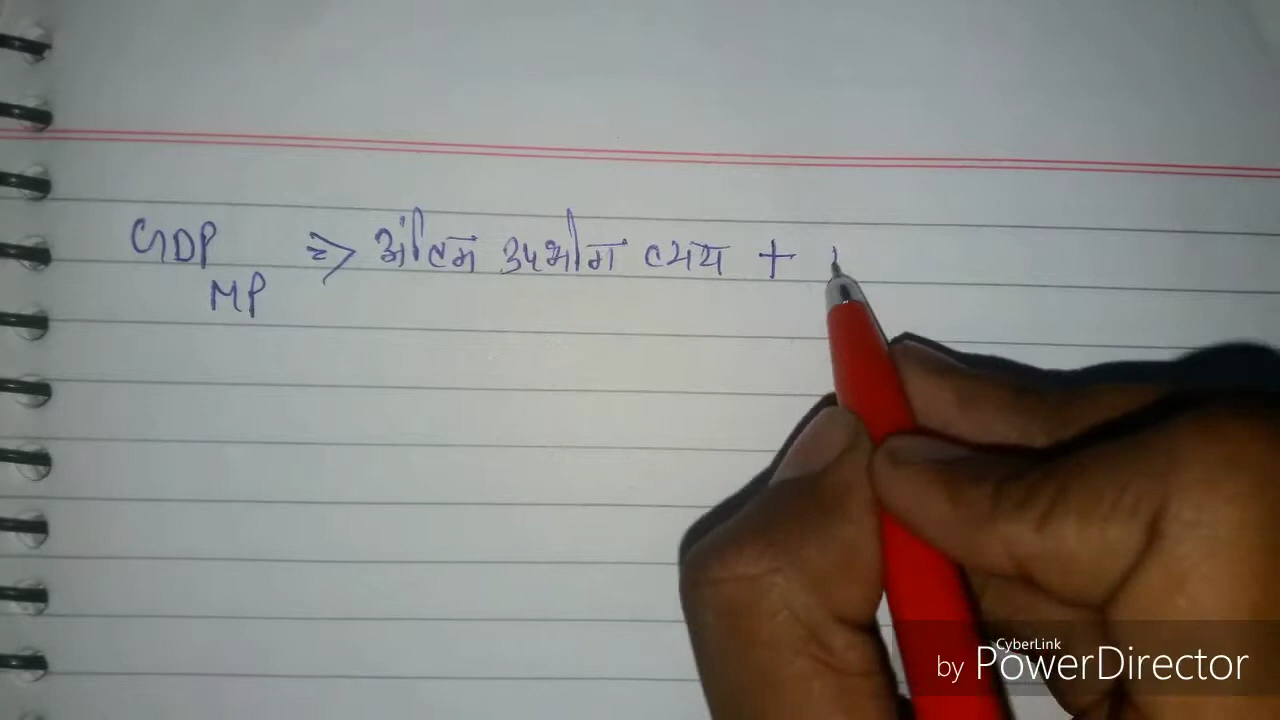 GDP => अंतिम उपभोग व्यय +
MP
CyberLink
by PowerDirector